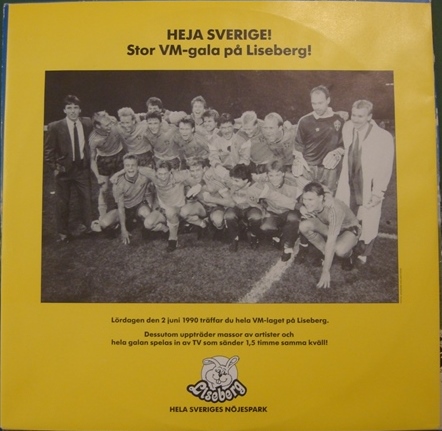 HEJA SVERIGE!
Stor VM-gala på Liseberg!
Lördagen den 2 juni 1990 träffar du hela VM-laget på Liseberg.
Dessutom uppträder massor av artister och
hela galan spelas in av TV som sänder 1,5 timme samma kväll!
Liseberg
HELA SVERIGES NÖJESPARK